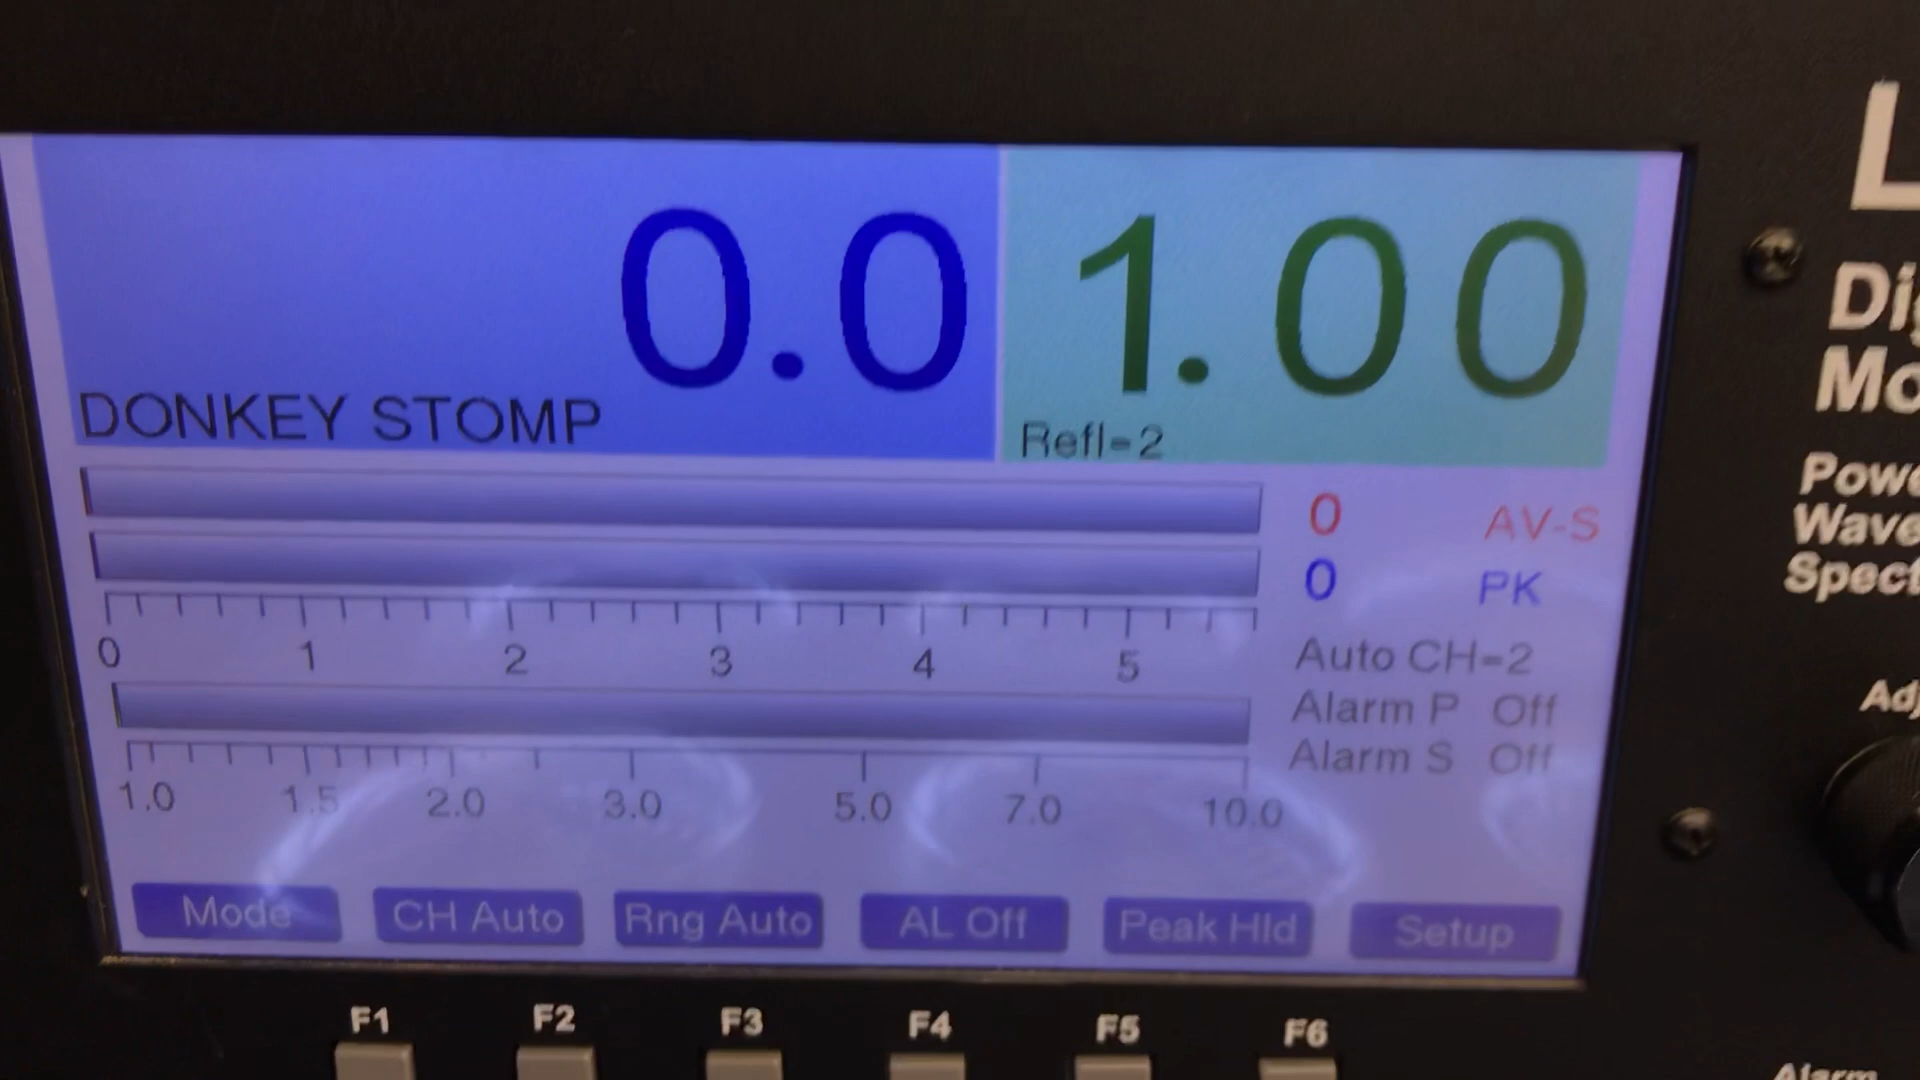 0.0
DONKEY STOMP
1.00
Refl=2
0 AV-S
0 PK
0 1 2 3 4 5
Auto CH=2
Alarm P Off
Alarm S Off
1.0 1.5 2.0 3.0 5.0 7.0 10.0
Mode CH Auto Rng Auto AL Off Peak Hld Setup
F1 F2 F3 F4 F5 F6
L
Di
Mo
Powe
Wave
Spect
Adj
Alarm